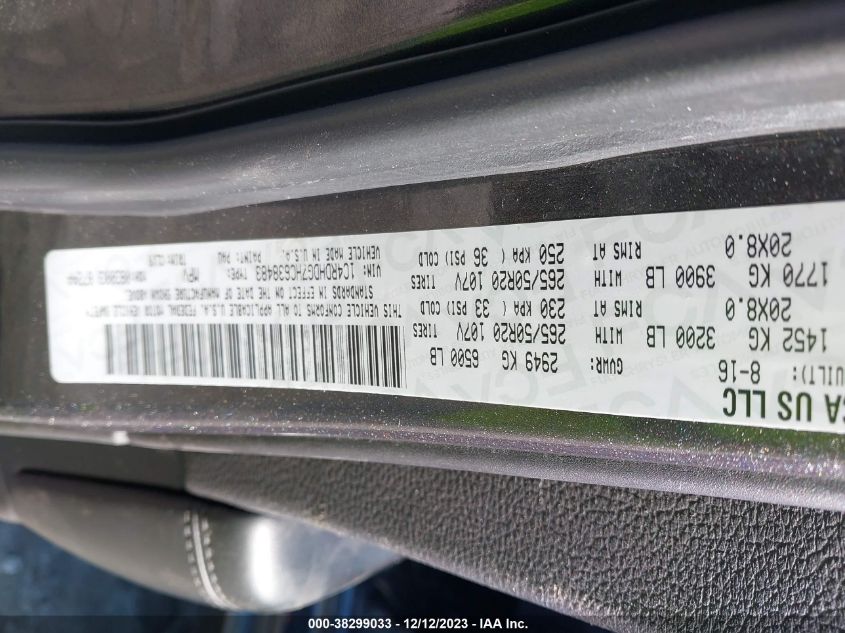 CA US LLC
UILT): 8-16 GWR: 2949 KG 6500 LB
1452 KG 3200 LB WITH 265/50R20 107V TIRES
20X8.0 RIMS AT 230 KPA ( 33 PSI) COLD
1770 KG 3900 LB WITH 265/50R20 107V TIRES
20X8.0 RIMS AT 250 KPA ( 36 PSI) COLD
THIS VEHICLE CONFORMS TO ALL APPLICABLE U.S.A. FEDERAL MOTOR VEHICLE SAFETY
STANDARDS IN EFFECT ON THE DATE OF MANUFACTURE SHOWN ABOVE.
VIN: 1C4RDHDG7HC639403 TYPE: MPV
VEHICLE MADE IN U.S.A. PAINT: PAU TRIM:
000-38299033 - 12/12/2023 - IAA Inc.